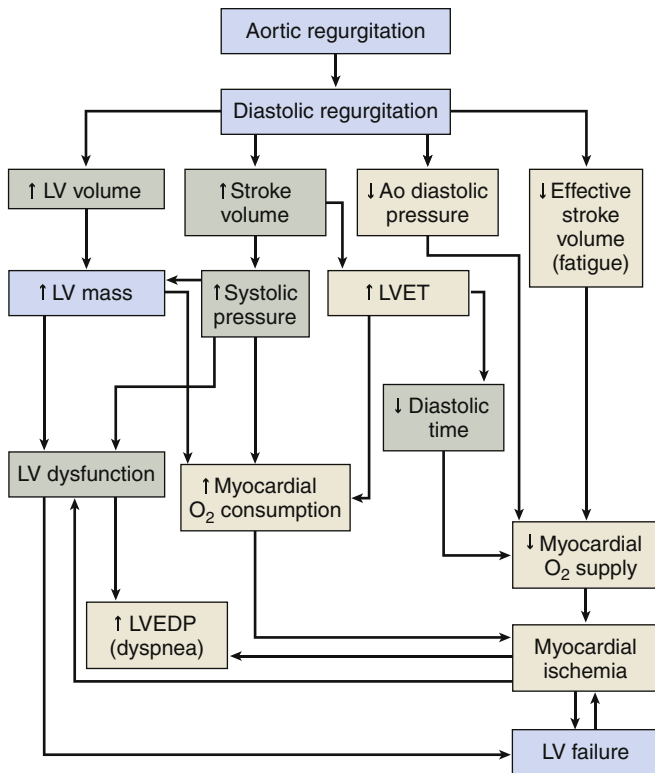 Aortic regurgitation
Diastolic regurgitation
↑ LV volume
↑ Stroke
volume
↓ Ao diastolic
pressure
↓ Effective
stroke
volume
(fatigue)
↑ LV mass
↑ Systolic
pressure
↑ LVET
↓ Diastolic
time
LV dysfunction
↑ Myocardial
O₂ consumption
↓ Myocardial
O₂ supply
↑ LVEDP
(dyspnea)
Myocardial
ischemia
LV failure